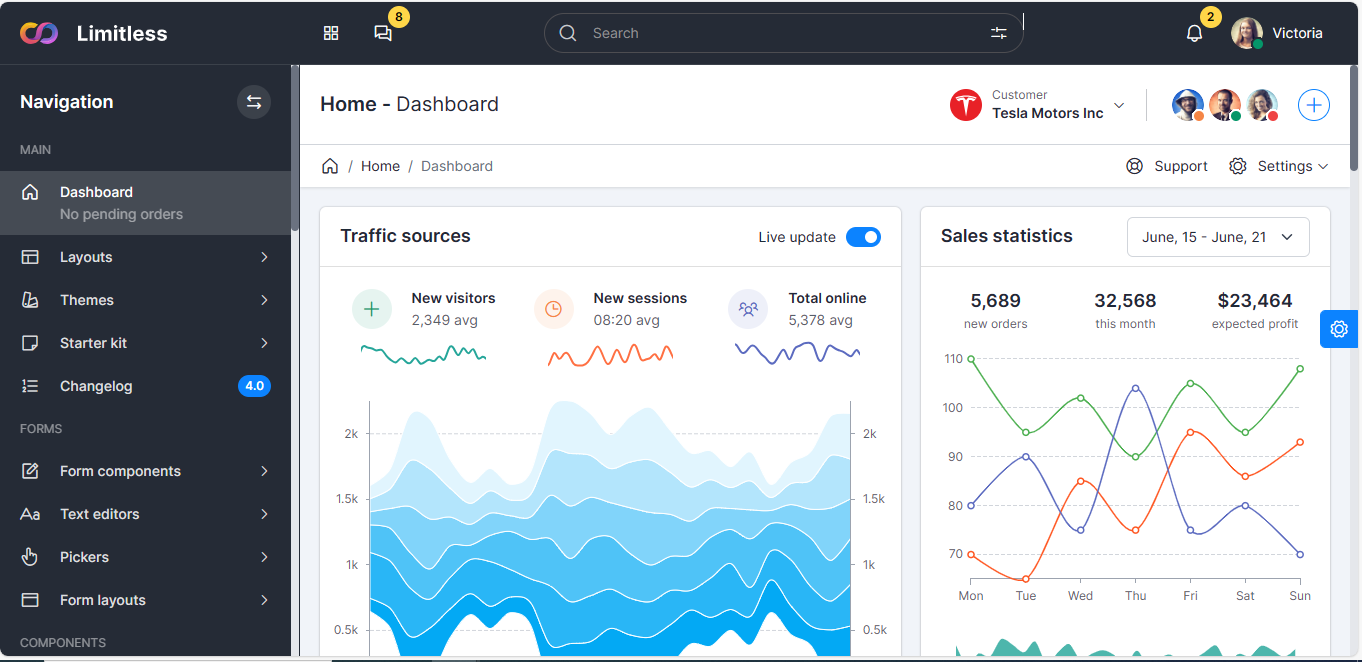 Limitless
8
Search
2
Victoria
Navigation
MAIN
Dashboard
No pending orders
Layouts
Themes
Starter kit
Changelog 4.0
FORMS
Form components
Text editors
Pickers
Form layouts
COMPONENTS
Home - Dashboard
Customer
Tesla Motors Inc
/ Home / Dashboard
Support
Settings
Traffic sources
Live update
New visitors
2,349 avg
New sessions
08:20 avg
Total online
5,378 avg
2k 2k
1.5k 1.5k
1k 1k
0.5k 0.5k
Sales statistics
June, 15 - June, 21
5,689
new orders
32,568
this month
$23,464
expected profit
110
100
90
80
70
Mon Tue Wed Thu Fri Sat Sun